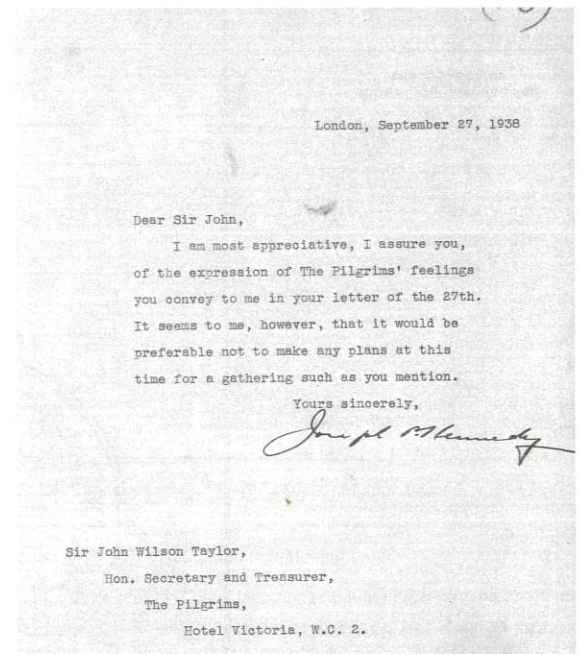 London, September 27, 1938
Dear Sir John,
I am most appreciative, I assure you,
of the expression of The Pilgrims' feelings
you convey to me in your letter of the 27th.
It seems to me, however, that it would be
preferable not to make any plans at this
time for a gathering such as you mention.
Yours sincerely,
Joseph P. Kennedy
Sir John Wilson Taylor,
Hon. Secretary and Treasurer,
The Pilgrims,
Hotel Victoria, W.C. 2.